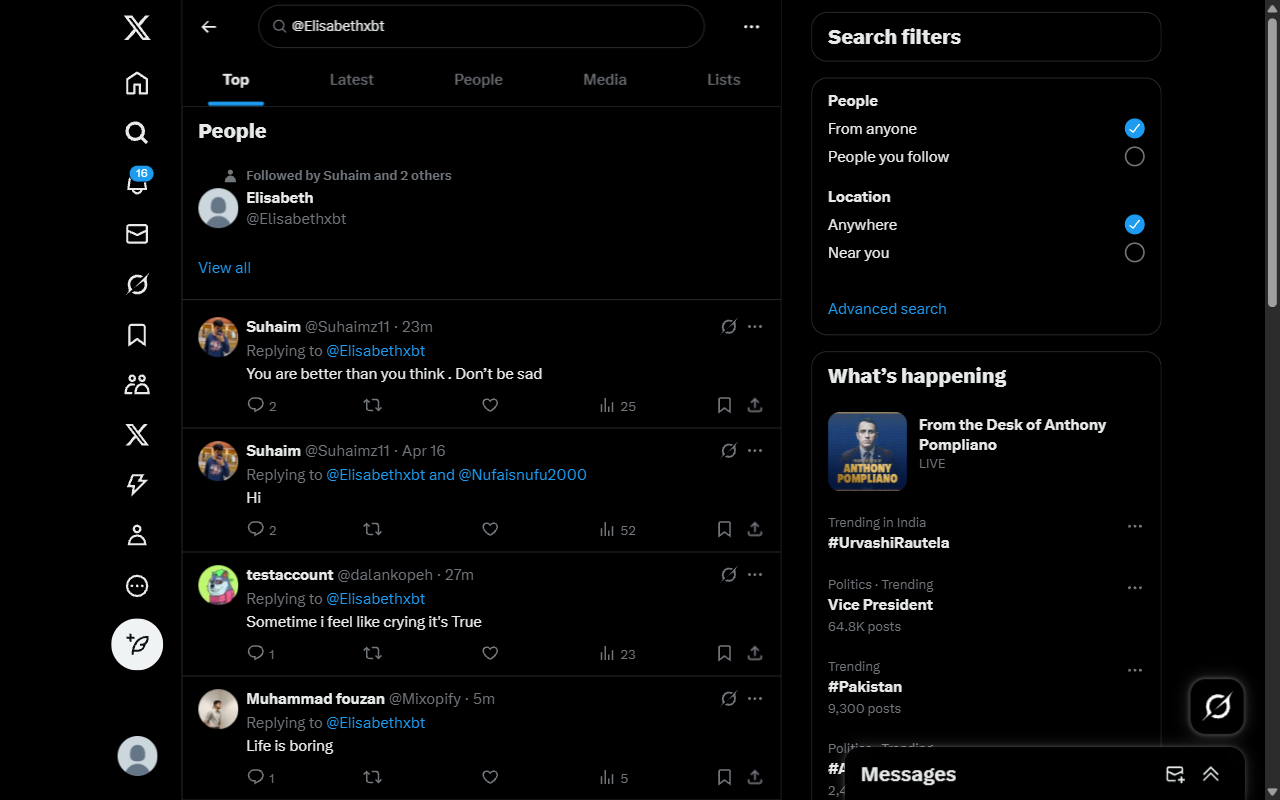 @Elisabethxbt
Top
Latest
People
Media
Lists
People
Followed by Suhaim and 2 others
Elisabeth
@Elisabethxbt
View all
Suhaim @Suhaimz11 · 23m
Replying to @Elisabethxbt
You are better than you think . Don’t be sad
2
25
Suhaim @Suhaimz11 · Apr 16
Replying to @Elisabethxbt and @Nufaisnufu2000
Hi
2
52
testaccount @dalankopeh · 27m
Replying to @Elisabethxbt
Sometime i feel like crying it's True
1
23
Muhammad fouzan @Mixopify · 5m
Replying to @Elisabethxbt
Life is boring
1
5
16
Search filters
People
From anyone
People you follow
Location
Anywhere
Near you
Advanced search
What’s happening
ANTHONY
POMPLIANO
From the Desk of Anthony
Pompliano
LIVE
Trending in India
#UrvashiRautela
Politics · Trending
Vice President
64.8K posts
Trending
#Pakistan
9,300 posts
Trending
Messages